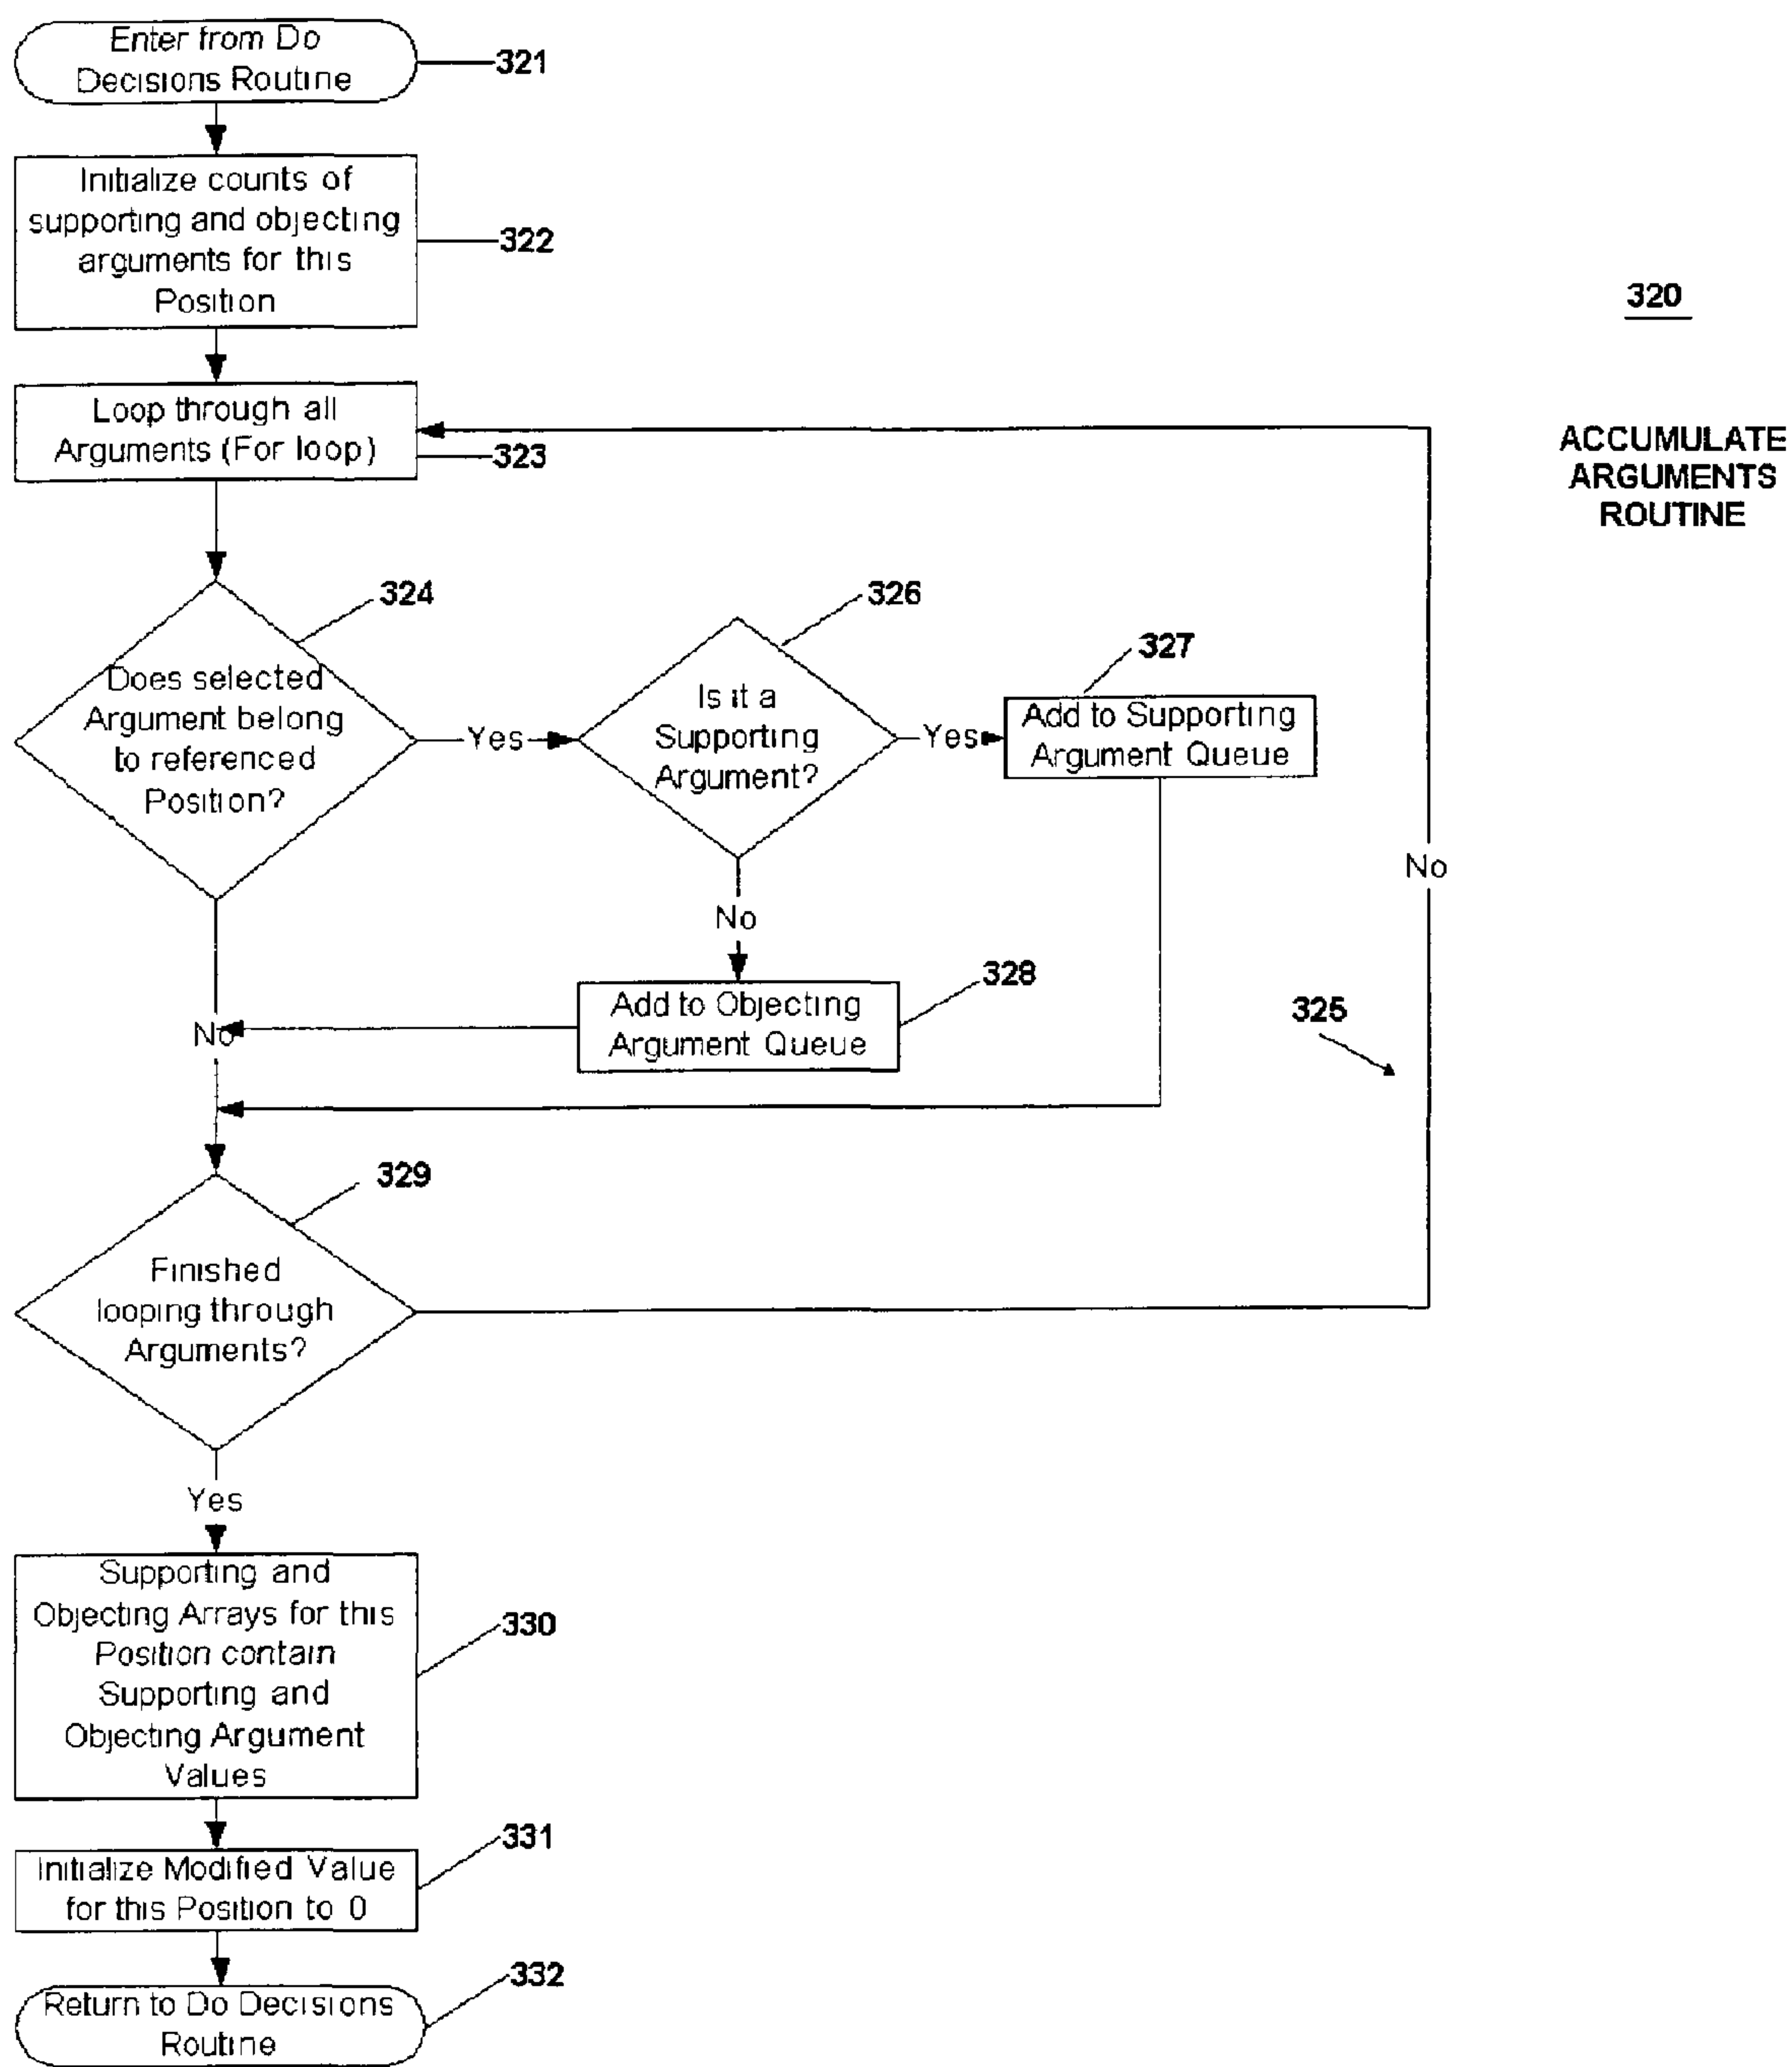 Enter from Do
Decisions Routine
321
Initialize counts of
supporting and objecting
arguments for this
Position
322
320
ACCUMULATE
ARGUMENTS
ROUTINE
Loop through all
Arguments (For loop)
323
324
Does selected
Argument belong
to referenced
Position?
Yes
326
Is it a
Supporting
Argument?
Yes
327
Add to Supporting
Argument Queue
No
No
328
Add to Objecting
Argument Queue
No
325
329
Finished
looping through
Arguments?
Yes
Supporting and
Objecting Arrays for this
Position contain
Supporting and
Objecting Argument
Values
330
331
Initialize Modified Value
for this Position to 0
332
Return to Do Decisions
Routine